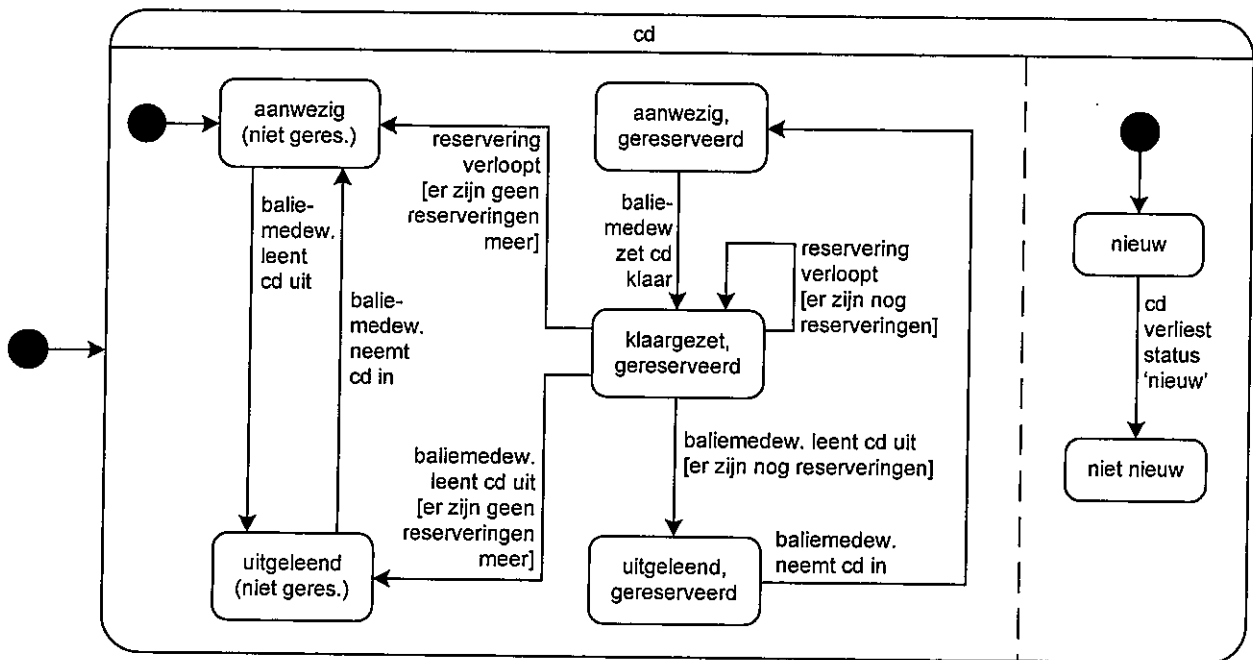 cd
aanwezig
(niet geres.)
aanwezig,
gereserveerd
reservering
verloopt
[er zijn geen
reserveringen
meer]
balie-
medew.
leent
cd uit
balie-
medew
zet cd
klaar
reservering
verloopt
[er zijn nog
reserveringen]
nieuw
balie-
medew.
neemt
cd in
klaargezet,
gereserveerd
cd
verliest
status
'nieuw'
baliemedew.
leent cd uit
[er zijn geen
reserveringen
meer]
baliemedew. leent cd uit
[er zijn nog reserveringen]
niet nieuw
uitgeleend
(niet geres.)
uitgeleend,
gereserveerd
baliemedew.
neemt cd in